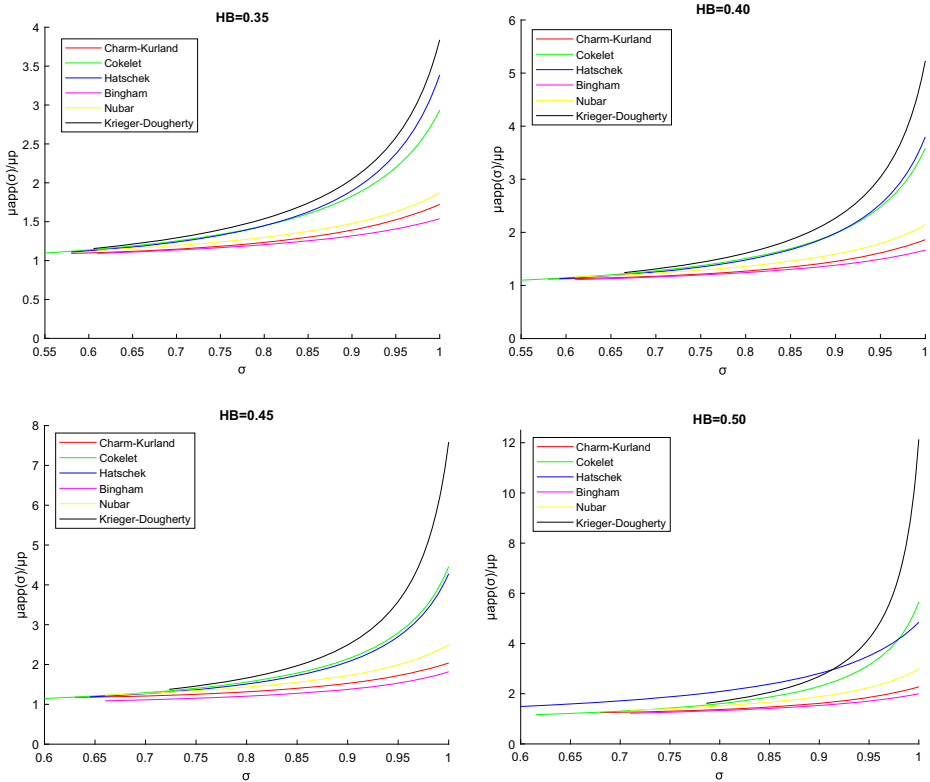 HB=0.35
4
3.5
3
2.5
2
1.5
1
0.5
0
μapp(σ)/μp
Charm-Kurland
Cokelet
Hatschek
Bingham
Nubar
Krieger-Dougherty
0.55 0.6 0.65 0.7 0.75 0.8 0.85 0.9 0.95 1
σ
HB=0.40
6
5
4
3
2
1
0
μapp(σ)/μp
Charm-Kurland
Cokelet
Hatschek
Bingham
Nubar
Krieger-Dougherty
0.55 0.6 0.65 0.7 0.75 0.8 0.85 0.9 0.95 1
σ
HB=0.45
8
7
6
5
4
3
2
1
0
μapp(σ)/μp
Charm-Kurland
Cokelet
Hatschek
Bingham
Nubar
Krieger-Dougherty
0.6 0.65 0.7 0.75 0.8 0.85 0.9 0.95 1
σ
HB=0.50
12
10
8
6
4
2
0
μapp(σ)/μp
Charm-Kurland
Cokelet
Hatschek
Bingham
Nubar
Krieger-Dougherty
0.6 0.65 0.7 0.75 0.8 0.85 0.9 0.95 1
σ